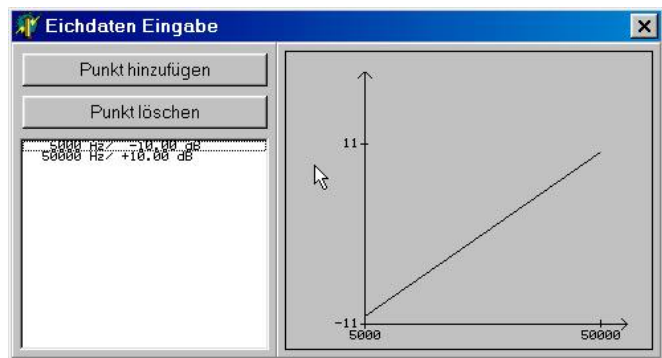 Eichdaten Eingabe
Punkt hinzufügen
Punkt löschen
5000 Hz/ -10.00 dB
50000 Hz/ +10.00 dB
11
-11
5000
50000